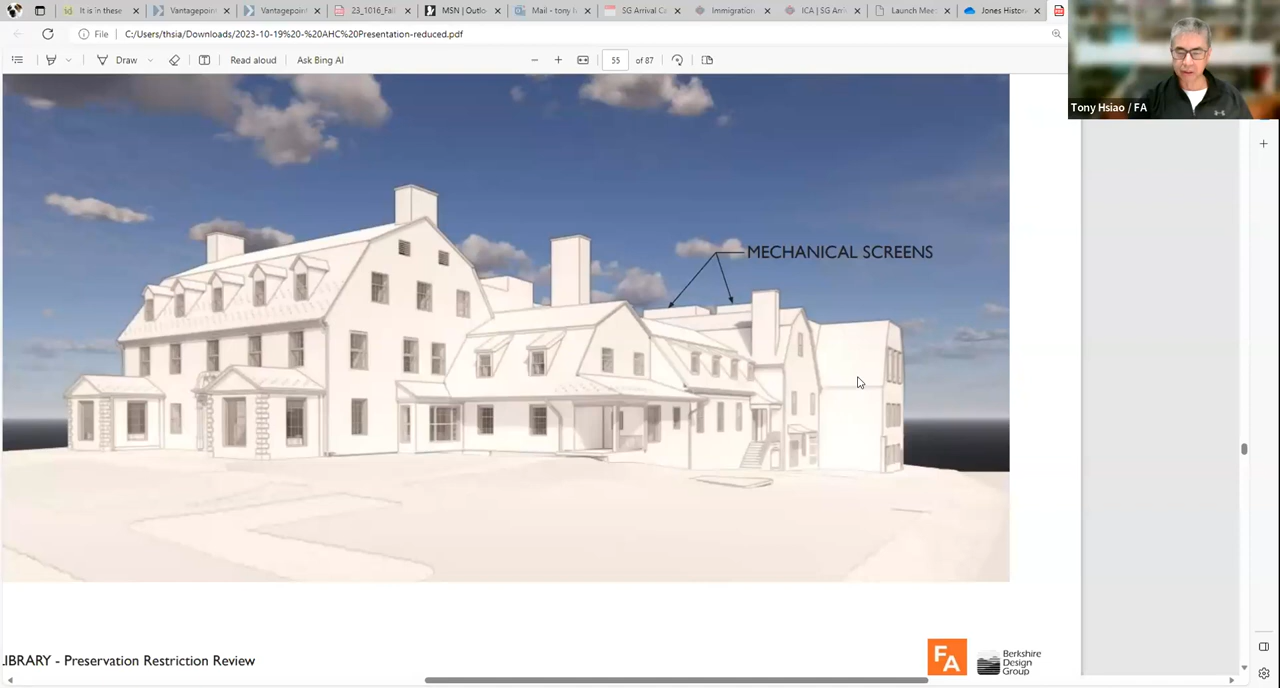 It is in these
Vantagepoint
Vantagepoint
23_1016_Fall
MSN | Outlo
Mail - tony h
SG Arrival Ca
Immigration
ICA | SG Arri
Launch Mee
Jones Histor
File
C:/Users/thsia/Downloads/2023-10-19%20-%20AHC%20Presentation-reduced.pdf
Draw
Read aloud
Ask Bing AI
55
of 87
Tony Hsiao / FA
MECHANICAL SCREENS
IBRARY - Preservation Restriction Review
FA
Berkshire
Design
Group